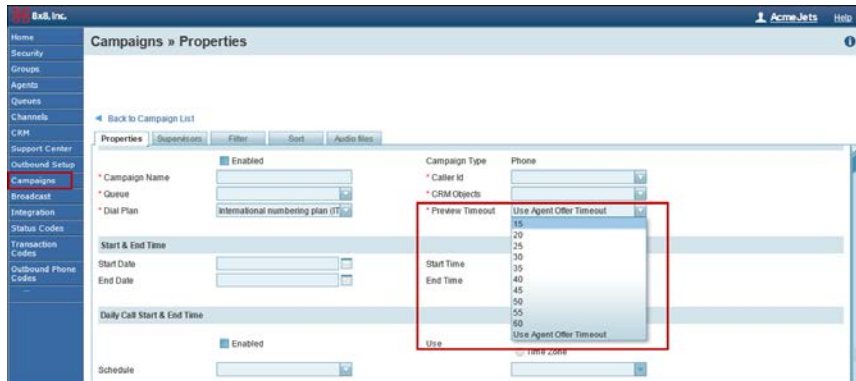 8x8, Inc.
AcmeJets Help
Home
Security
Groups
Agents
Queues
Channels
CRM
Support Center
Outbound Setup
Campaigns
Broadcast
Integration
Status Codes
Transaction
Codes
Outbound Phone
Codes
Campaigns » Properties
Back to Campaign List
Properties Supervisors Filter Sort Audio files
Enabled Campaign Type Phone
* Campaign Name * Caller Id
* Queue * CRM Objects
* Dial Plan International numbering plan (IT * Preview Timeout Use Agent Offer Timeout
15
20
25
30
35
40
45
50
55
60
Use Agent Offer Timeout
Start & End Time
Start Date Start Time
End Date End Time
Daily Call Start & End Time
Enabled Use Time Zone
Schedule